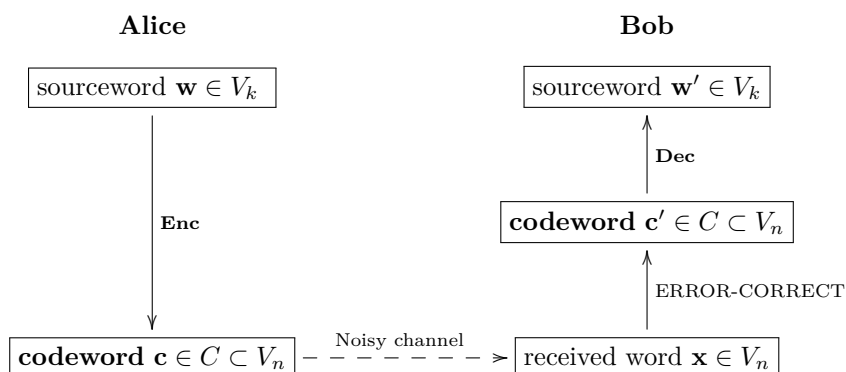 Alice Bob
sourceword w ∈ V_k sourceword w′ ∈ V_k
Dec
Enc codeword c′ ∈ C ⊂ V_n
ERROR-CORRECT
Noisy channel
codeword c ∈ C ⊂ V_n received word x ∈ V_n